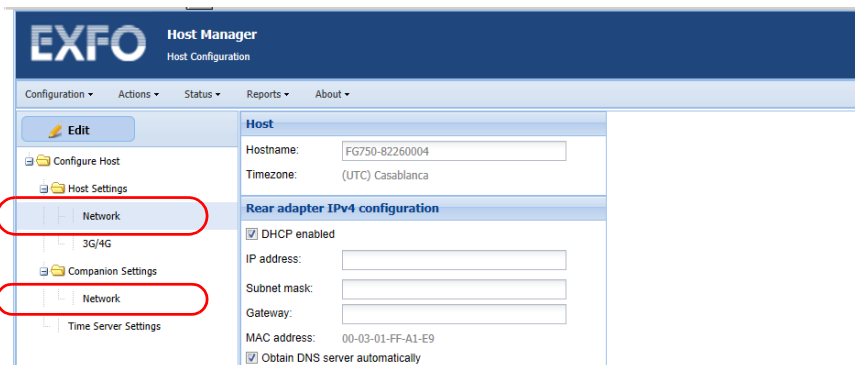 EXFO
Host Manager
Host Configuration
Configuration Actions Status Reports About
Edit
Configure Host
Host Settings
Network
3G/4G
Companion Settings
Network
Time Server Settings
Host
Hostname: FG750-82260004
Timezone: (UTC) Casablanca
Rear adapter IPv4 configuration
DHCP enabled
IP address:
Subnet mask:
Gateway:
MAC address: 00-03-01-FF-A1-E9
Obtain DNS server automatically